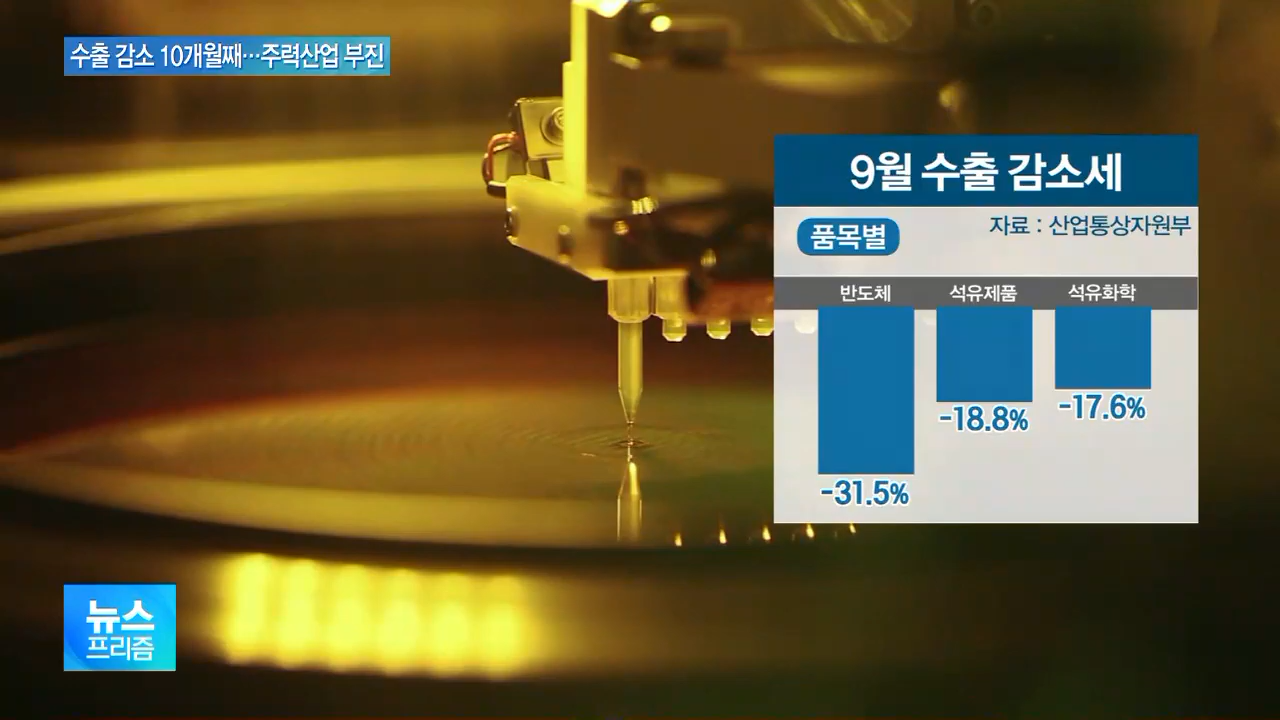 수출 감소 10개월째…주력산업 부진
9월 수출 감소세
품목별
자료 : 산업통상자원부
반도체 석유제품 석유화학
-31.5% -18.8% -17.6%
뉴스
프리즘